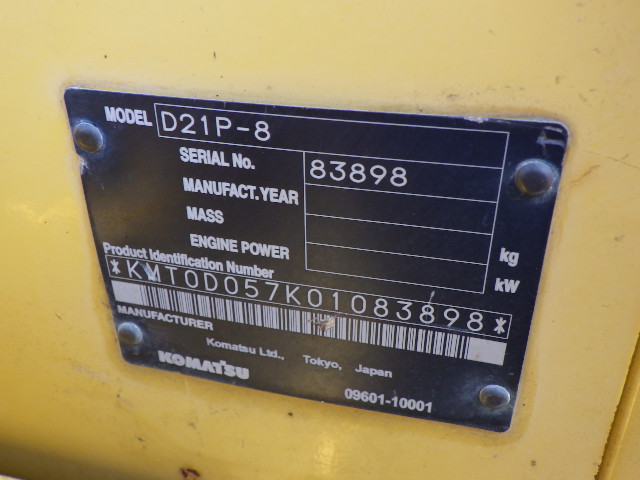 MODEL D21P-8
SERIAL No. 83898
MANUFACT.YEAR
MASS kg
ENGINE POWER kW
Product Identification Number
*KMT0D057K01083898*
MANUFACTURER
Komatsu Ltd., Tokyo, Japan
KOMATSU
09601-10001